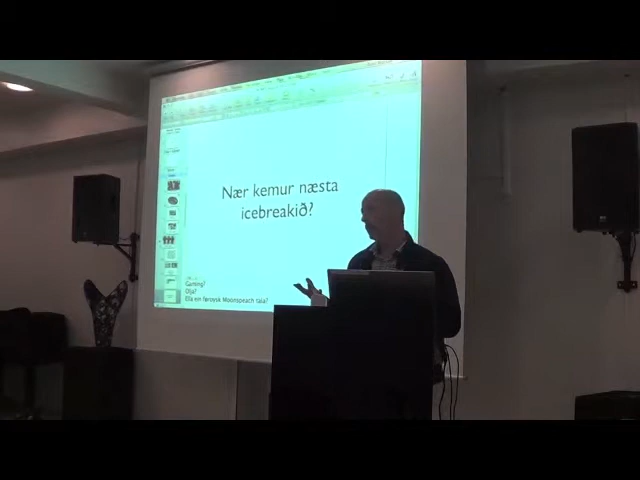 Nær kemur næsta
icebreakið?
Gaming?
Olja?
Ella ein føroysk Moonspeach tala?